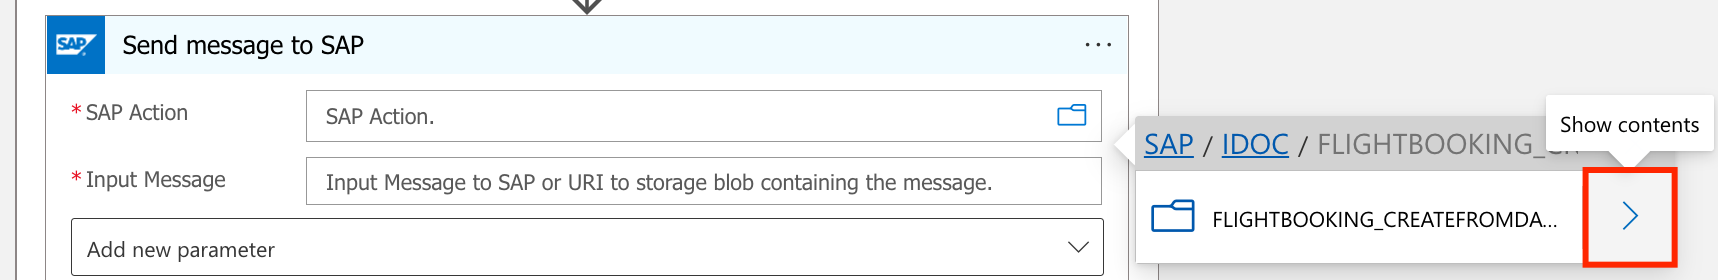 SAP Send message to SAP ...
* SAP Action
SAP Action.
* Input Message
Input Message to SAP or URI to storage blob containing the message.
Add new parameter
Show contents
SAP / IDOC / FLIGHTBOOKING_
FLIGHTBOOKING_CREATEFROMDA...